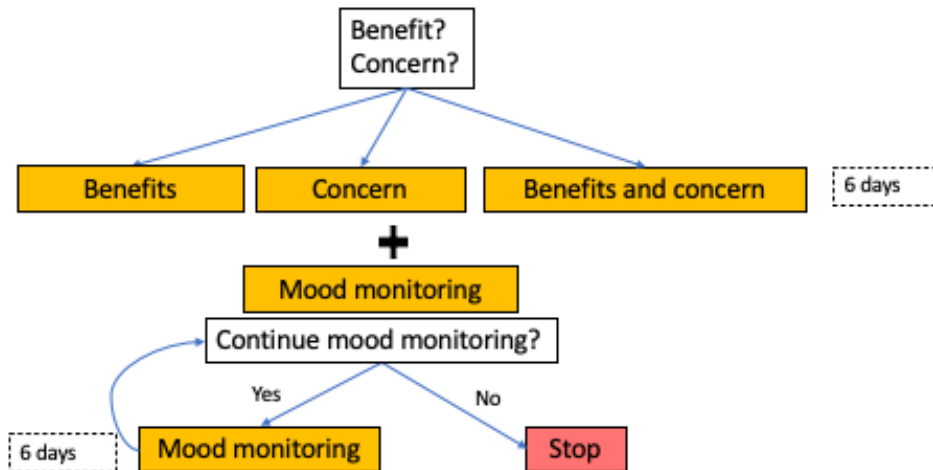 Benefit?
Concern?
Benefits
Concern
Benefits and concern
6 days
+
Mood monitoring
Continue mood monitoring?
Yes
No
6 days
Mood monitoring
Stop